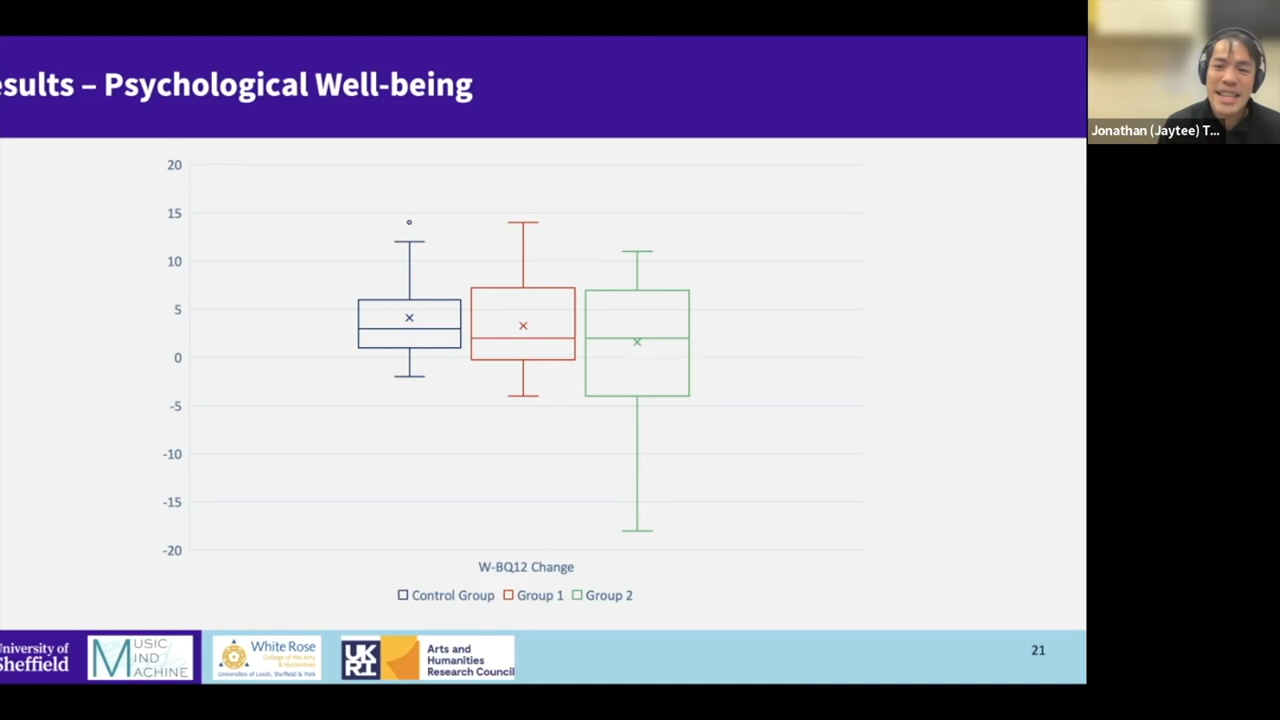 esults – Psychological Well-being
Jonathan (Jaytee) T...
20
15
10
5
0
-5
-10
-15
-20
W-BQ12 Change
Control Group Group 1 Group 2
University of
Sheffield
MUSIC
MIND
MACHINE
White Rose
College of the Arts
& Humanities
Universities of Leeds, Sheffield & York
UK
RI
Arts and
Humanities
Research Council
21